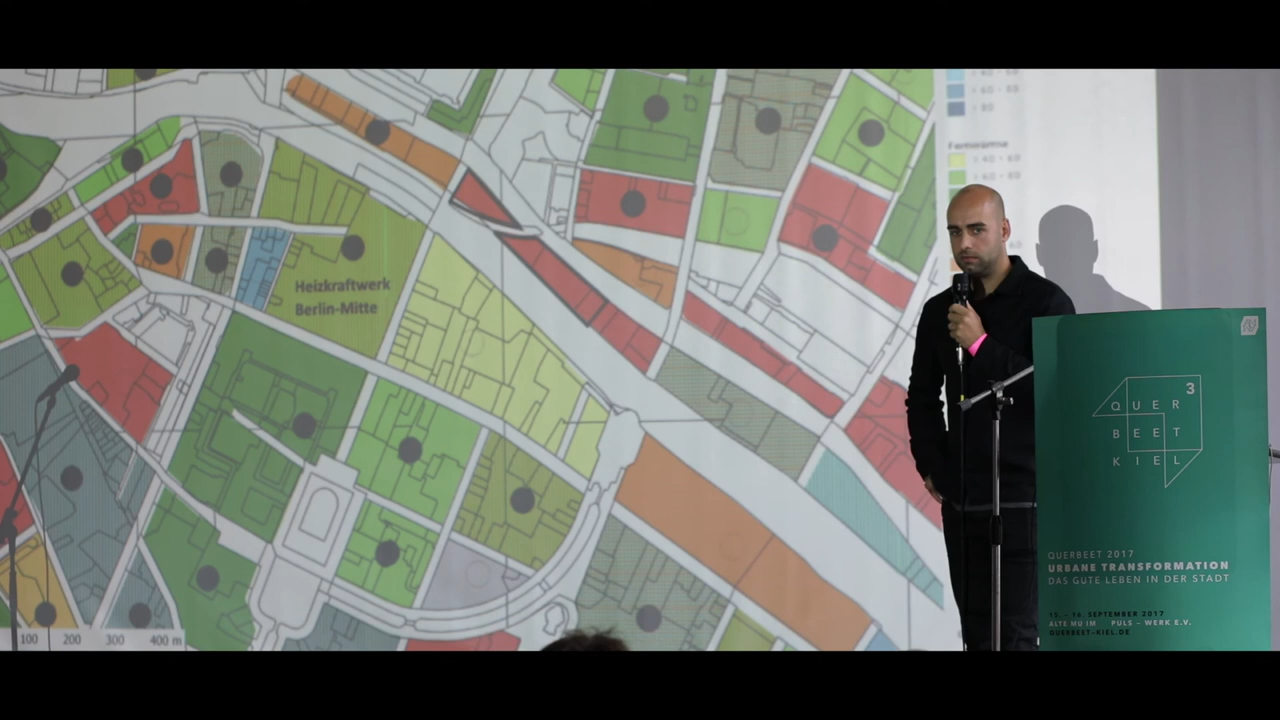 > 80
Fernwärme
Heizkraftwerk
Berlin-Mitte
100 200 300 400 m
3
QUER
BEET
KIEL
QUERBEET 2017
URBANE TRANSFORMATION
DAS GUTE LEBEN IN DER STADT
15. – 16. SEPTEMBER 2017
ALTE MU IM PULS – WERK E.V.
QUERBEET-KIEL.DE